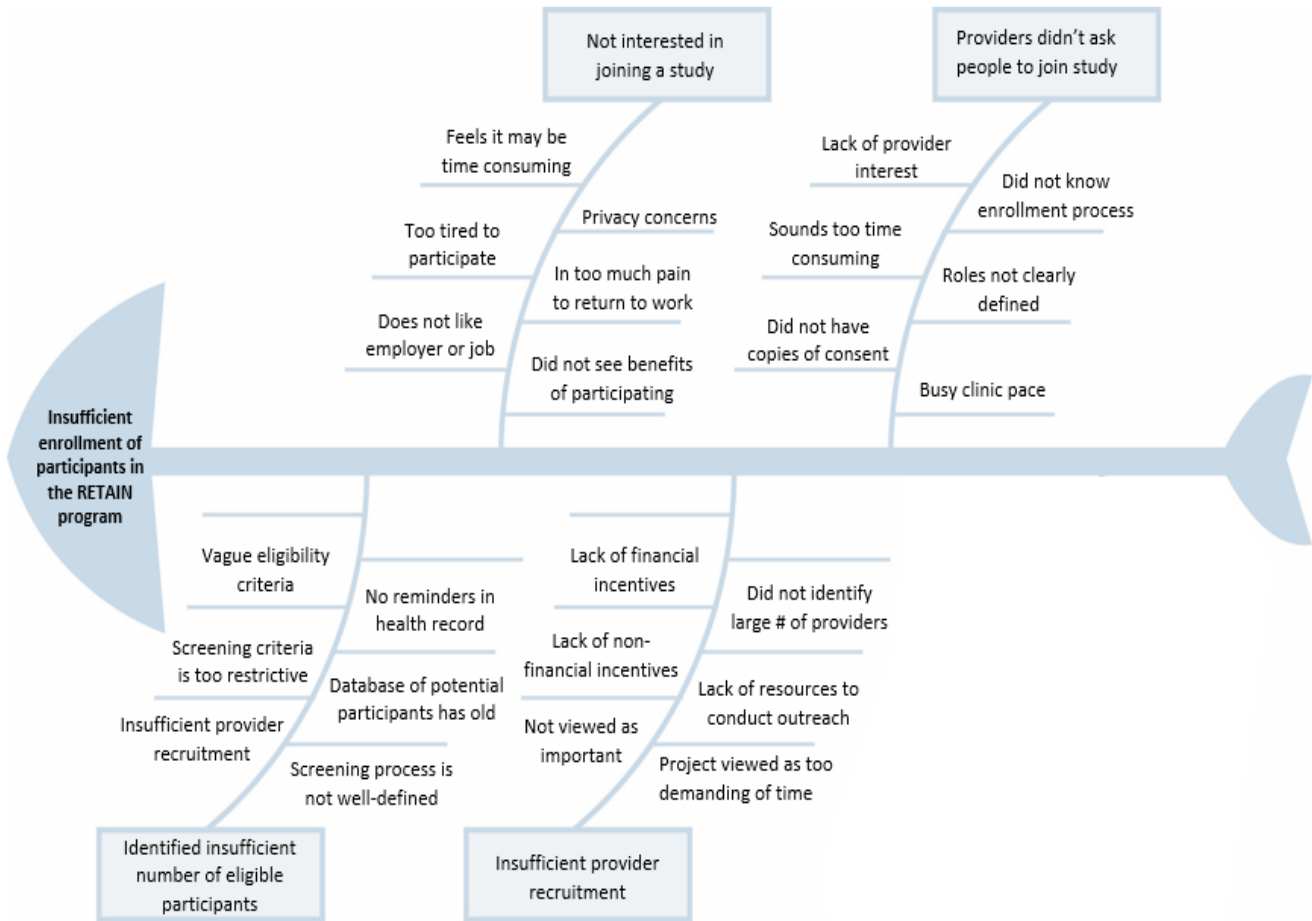 Not interested in
joining a study
Providers didn’t ask
people to join study
Feels it may be
time consuming
Privacy concerns
Too tired to
participate
In too much pain
to return to work
Does not like
employer or job
Did not see benefits
of participating
Lack of provider
interest
Did not know
enrollment process
Sounds too time
consuming
Roles not clearly
defined
Did not have
copies of consent
Busy clinic pace
Insufficient
enrollment of
participants in
the RETAIN
program
Vague eligibility
criteria
No reminders in
health record
Screening criteria
is too restrictive
Database of potential
participants has old
Insufficient provider
recruitment
Screening process is
not well-defined
Identified insufficient
number of eligible
participants
Lack of financial
incentives
Did not identify
large # of providers
Lack of non-
financial incentives
Lack of resources to
conduct outreach
Not viewed as
important
Project viewed as too
demanding of time
Insufficient provider
recruitment